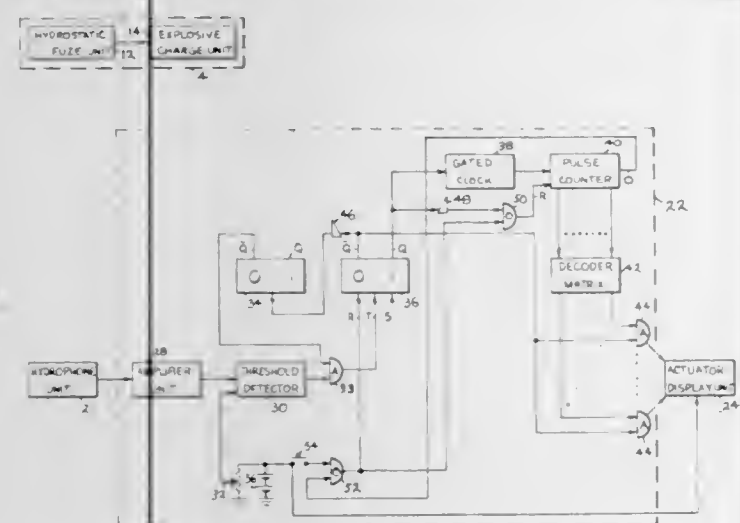 HYDROSTATIC
FUZE UNIT
14
12
EXPLOSIVE
CHARGE UNIT
4
38
GATED
CLOCK
40
PULSE
COUNTER
O
22
46
48
50
O
R
Q̄
Q
O
34
Q̄
Q
O
36
R
T
S
DECODER
MATRIX
42
44
A
A
44
ACTUATOR
DISPLAY UNIT
24
HYDROPHONE
UNIT
2
28
AMPLIFIER
UNIT
THRESHOLD
DETECTOR
30
A
32
56
54
52